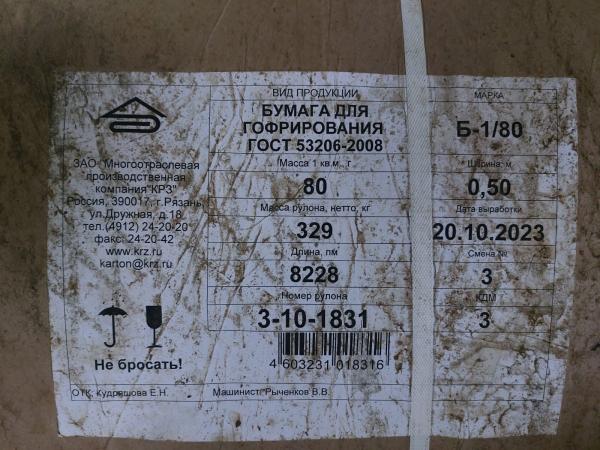 ЗАО "Многоотраслевая
производственная
компания"КРЗ"
Россия, 390017, г.Рязань,
ул.Дружная, д.18
тел.(4912) 24-20-20
факс: 24-20-42
www.krz.ru
karton@krz.ru
Не бросать!
ВИД ПРОДУКЦИИ
БУМАГА ДЛЯ
ГОФРИРОВАНИЯ
ГОСТ 53206-2008
МАРКА
Б-1/80
Масса 1 кв.м., г
80
Ширина, м
0,50
Масса рулона, нетто, кг
329
Дата выработки
20.10.2023
Длина, пм
8228
Смена №
3
Номер рулона
3-10-1831
КДМ
3
4 603231 018316
ОТК: Кудряшова Е.Н.
Машинист: Рыченков В.В.